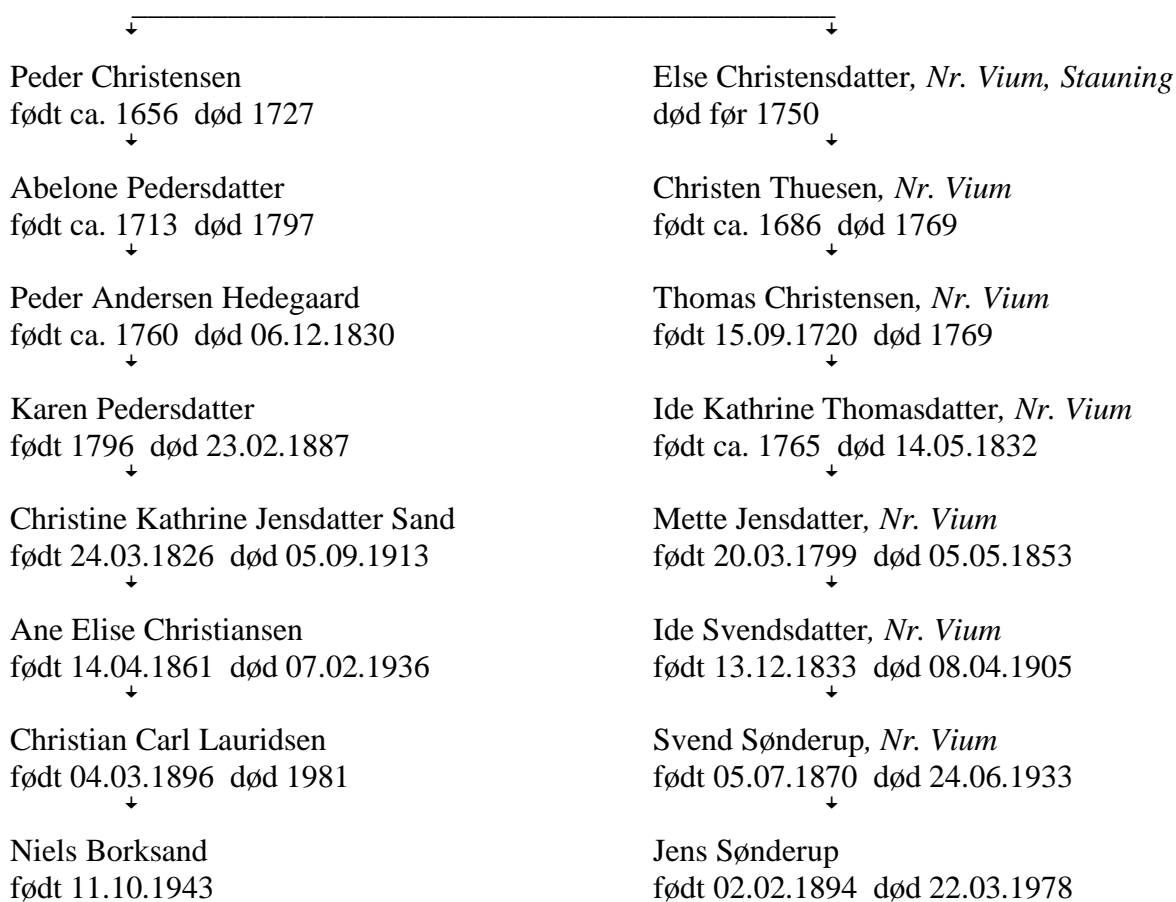 Peder Christensen
født ca. 1656 død 1727
Abelone Pedersdatter
født ca. 1713 død 1797
Peder Andersen Hedegaard
født ca. 1760 død 06.12.1830
Karen Pedersdatter
født 1796 død 23.02.1887
Christine Kathrine Jensdatter Sand
født 24.03.1826 død 05.09.1913
Ane Elise Christiansen
født 14.04.1861 død 07.02.1936
Christian Carl Lauridsen
født 04.03.1896 død 1981
Niels Borksand
født 11.10.1943
Else Christensdatter, Nr. Vium, Stauning
død før 1750
Christen Thuesen, Nr. Vium
født ca. 1686 død 1769
Thomas Christensen, Nr. Vium
født 15.09.1720 død 1769
Ide Kathrine Thomasdatter, Nr. Vium
født ca. 1765 død 14.05.1832
Mette Jensdatter, Nr. Vium
født 20.03.1799 død 05.05.1853
Ide Svendsdatter, Nr. Vium
født 13.12.1833 død 08.04.1905
Svend Sønderup, Nr. Vium
født 05.07.1870 død 24.06.1933
Jens Sønderup
født 02.02.1894 død 22.03.1978